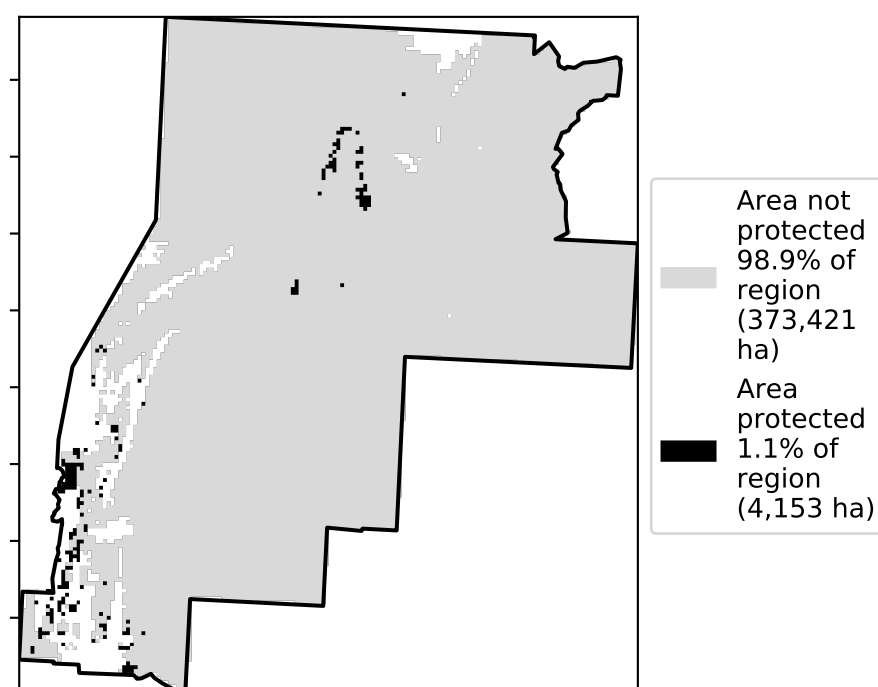 Area not
protected
98.9% of
region
(373,421
ha)
Area
protected
1.1% of
region
(4,153 ha)